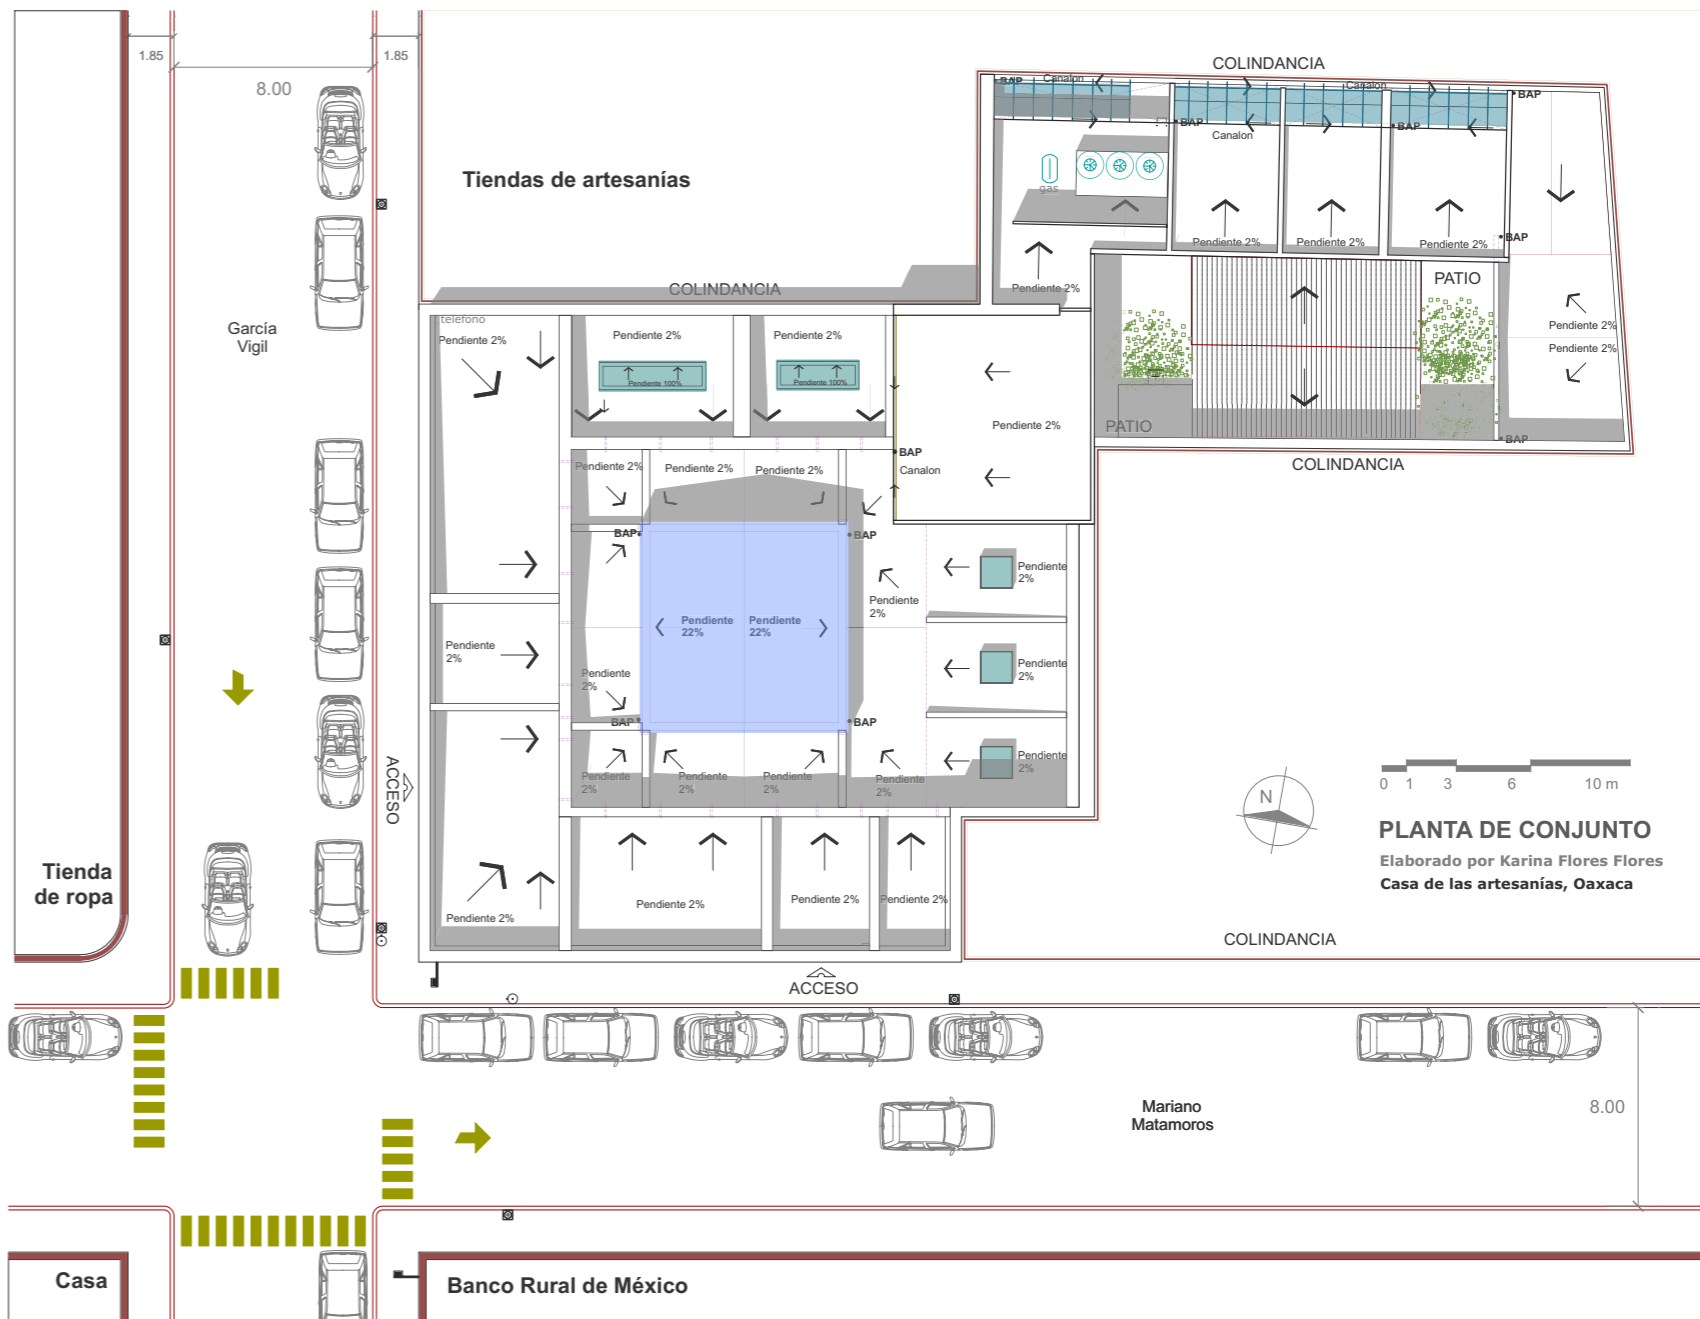 1.85
1.85
8.00
COLINDANCIA
BAP
Canalon
Canalon
BAP
BAP
BAP
Canalon
gas
Tiendas de artesanías
Pendiente 2%
Pendiente 2%
Pendiente 2%
BAP
Pendiente 2%
PATIO
COLINDANCIA
telefono
Pendiente 2%
García
Vigil
Pendiente 2%
Pendiente 2%
Pendiente 2%
Pendiente 2%
Pendiente 100%
Pendiente 100%
Pendiente 2%
PATIO
BAP
COLINDANCIA
BAP
Canalon
Pendiente 2%
Pendiente 2%
Pendiente 2%
BAP
BAP
Pendiente
2%
Pendiente
2%
Pendiente
22%
Pendiente
22%
Pendiente
2%
Pendiente
2%
Pendiente
2%
BAP
BAP
Pendiente
2%
Pendiente
2%
Pendiente
2%
Pendiente
2%
Pendiente
2%
ACCESO
N
0 1 3 6 10 m
PLANTA DE CONJUNTO
Elaborado por Karina Flores Flores
Casa de las artesanías, Oaxaca
Tienda
de ropa
Pendiente 2%
Pendiente 2%
Pendiente 2%
Pendiente 2%
COLINDANCIA
ACCESO
Mariano
Matamoros
8.00
Casa
Banco Rural de México